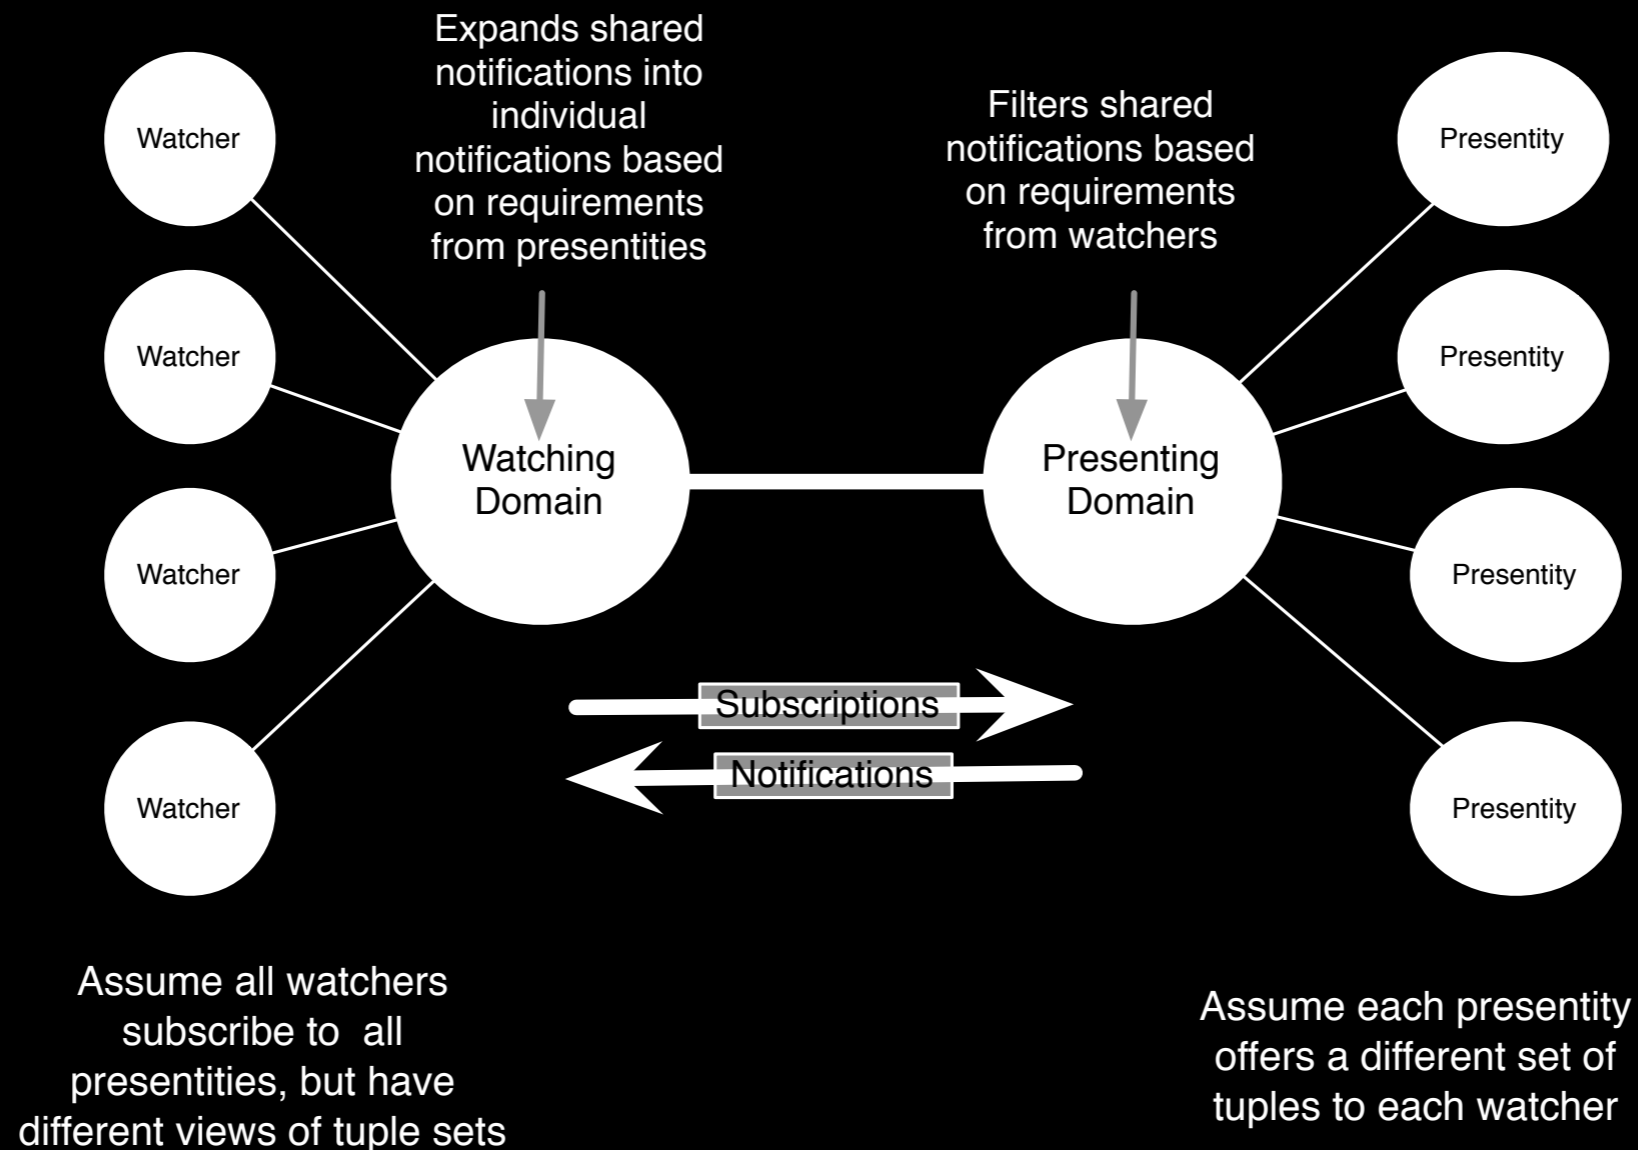 Expands shared
notifications into
individual
notifications based
on requirements
from presentities
Filters shared
notifications based
on requirements
from watchers
Watcher
Presentity
Watcher
Presentity
Watching
Domain
Presenting
Domain
Watcher
Presentity
Subscriptions
Notifications
Watcher
Presentity
Assume all watchers
subscribe to all
presentities, but have
different views of tuple sets
Assume each presentity
offers a different set of
tuples to each watcher